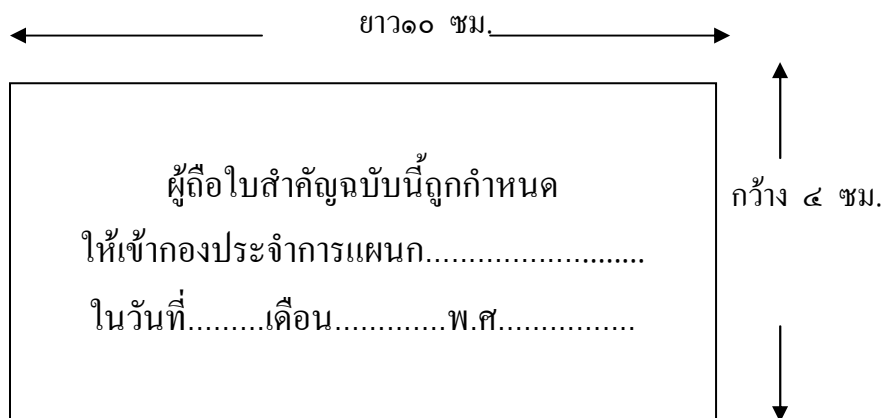 ยาว๑๐ ซม.
ผู้ถือใบสำคัญฉบับนี้ถูกกำหนด
กว้าง ๔ ซม.
ให้เข้ากองประจำการแผนก..........................
ในวันที่.........เดือน.............พ.ศ................